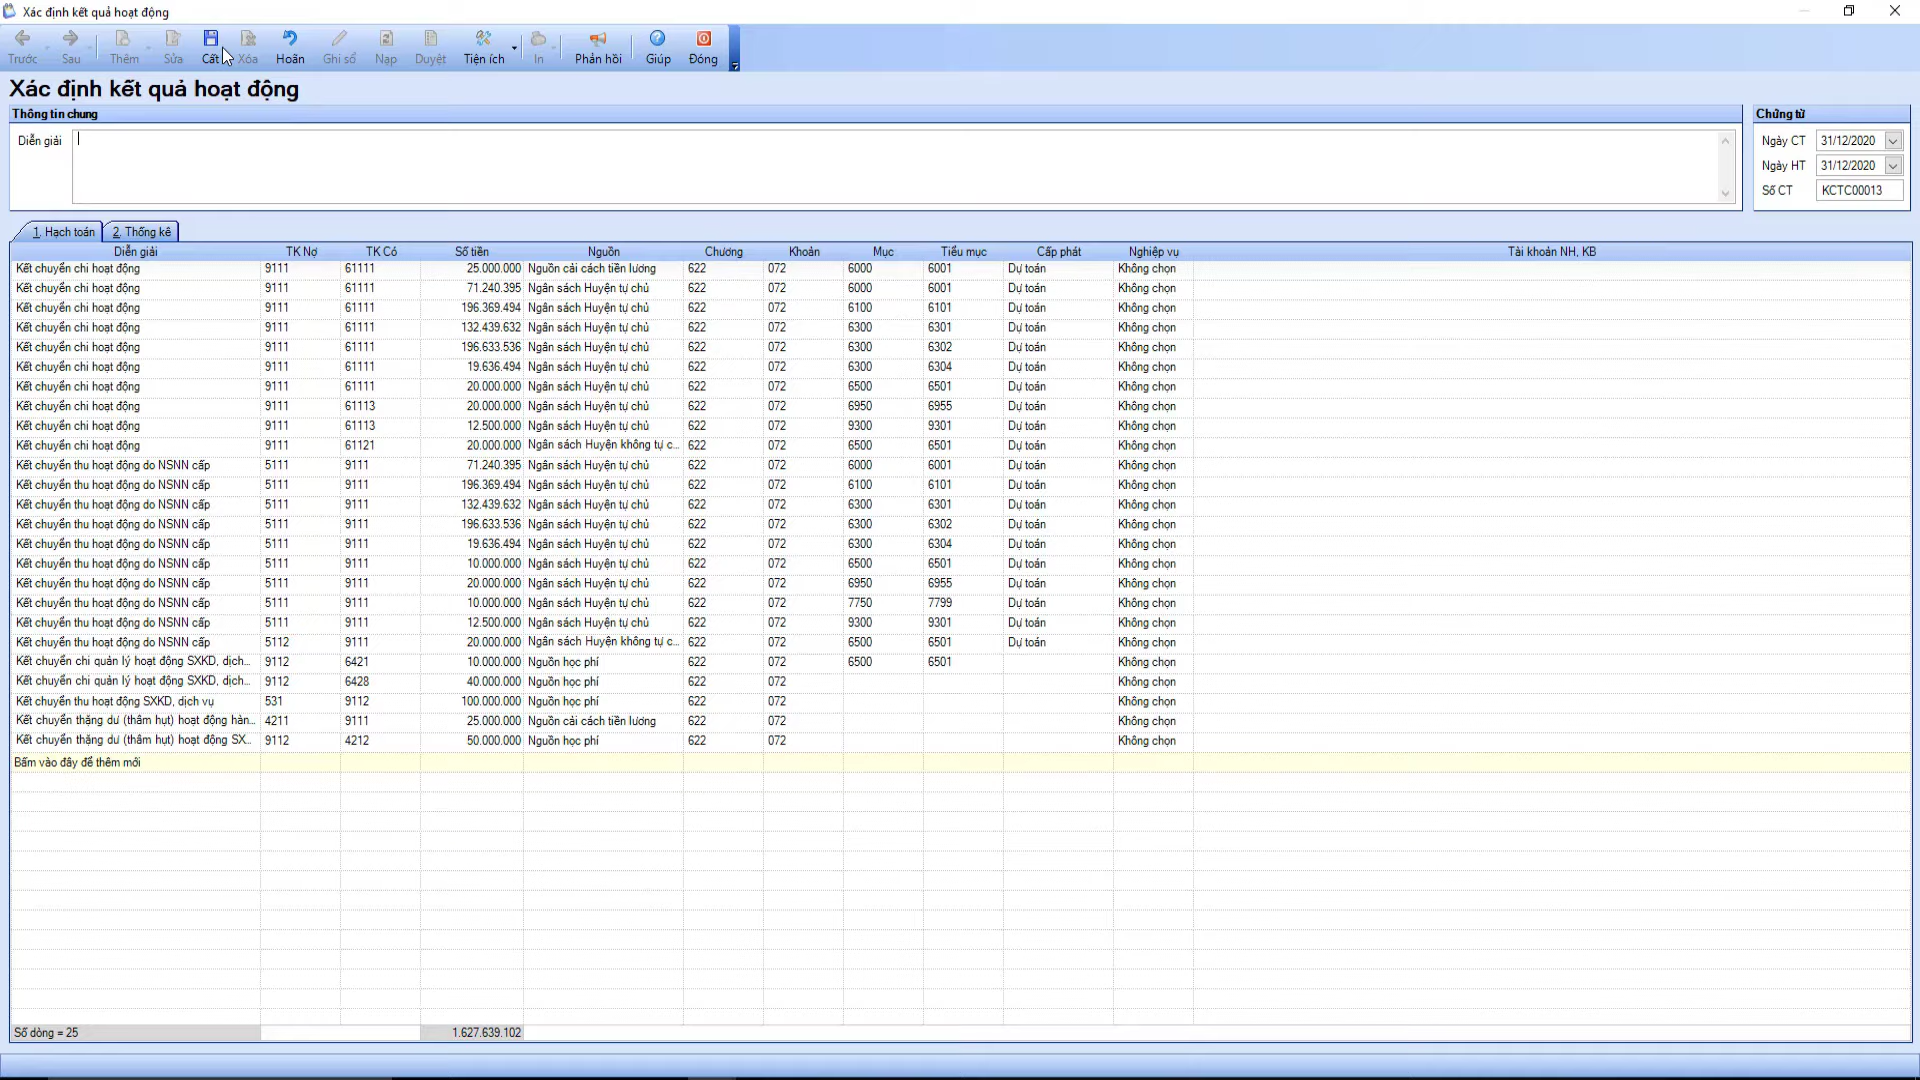 Xác định kết quả hoạt động
Trước Sau Thêm Sửa Cất Xóa Hoãn Ghi sổ Nạp Duyệt Tiện ích In Phản hồi Giúp Đóng
Xác định kết quả hoạt động
Thông tin chung
Diễn giải
Chứng từ
Ngày CT 31/12/2020
Ngày HT 31/12/2020
Số CT KCTC00013
1. Hạch toán 2. Thống kê
Diễn giải TK Nợ TK Có Số tiền Nguồn Chương Khoản Mục Tiểu mục Cấp phát Nghiệp vụ Tài khoản NH, KB
Kết chuyển chi hoạt động 9111 61111 25.000.000 Nguồn cải cách tiền lương 622 072 6000 6001 Dự toán Không chọn
Kết chuyển chi hoạt động 9111 61111 71.240.395 Ngân sách Huyện tự chủ 622 072 6000 6001 Dự toán Không chọn
Kết chuyển chi hoạt động 9111 61111 196.369.494 Ngân sách Huyện tự chủ 622 072 6100 6101 Dự toán Không chọn
Kết chuyển chi hoạt động 9111 61111 132.439.632 Ngân sách Huyện tự chủ 622 072 6300 6301 Dự toán Không chọn
Kết chuyển chi hoạt động 9111 61111 196.633.536 Ngân sách Huyện tự chủ 622 072 6300 6302 Dự toán Không chọn
Kết chuyển chi hoạt động 9111 61111 19.636.494 Ngân sách Huyện tự chủ 622 072 6300 6304 Dự toán Không chọn
Kết chuyển chi hoạt động 9111 61111 20.000.000 Ngân sách Huyện tự chủ 622 072 6500 6501 Dự toán Không chọn
Kết chuyển chi hoạt động 9111 61113 20.000.000 Ngân sách Huyện tự chủ 622 072 6950 6955 Dự toán Không chọn
Kết chuyển chi hoạt động 9111 61113 12.500.000 Ngân sách Huyện tự chủ 622 072 9300 9301 Dự toán Không chọn
Kết chuyển chi hoạt động 9111 61121 20.000.000 Ngân sách Huyện không tự c... 622 072 6500 6501 Dự toán Không chọn
Kết chuyển thu hoạt động do NSNN cấp 5111 9111 71.240.395 Ngân sách Huyện tự chủ 622 072 6000 6001 Dự toán Không chọn
Kết chuyển thu hoạt động do NSNN cấp 5111 9111 196.369.494 Ngân sách Huyện tự chủ 622 072 6100 6101 Dự toán Không chọn
Kết chuyển thu hoạt động do NSNN cấp 5111 9111 132.439.632 Ngân sách Huyện tự chủ 622 072 6300 6301 Dự toán Không chọn
Kết chuyển thu hoạt động do NSNN cấp 5111 9111 196.633.536 Ngân sách Huyện tự chủ 622 072 6300 6302 Dự toán Không chọn
Kết chuyển thu hoạt động do NSNN cấp 5111 9111 19.636.494 Ngân sách Huyện tự chủ 622 072 6300 6304 Dự toán Không chọn
Kết chuyển thu hoạt động do NSNN cấp 5111 9111 10.000.000 Ngân sách Huyện tự chủ 622 072 6500 6501 Dự toán Không chọn
Kết chuyển thu hoạt động do NSNN cấp 5111 9111 20.000.000 Ngân sách Huyện tự chủ 622 072 6950 6955 Dự toán Không chọn
Kết chuyển thu hoạt động do NSNN cấp 5111 9111 10.000.000 Ngân sách Huyện tự chủ 622 072 7750 7799 Dự toán Không chọn
Kết chuyển thu hoạt động do NSNN cấp 5111 9111 12.500.000 Ngân sách Huyện tự chủ 622 072 9300 9301 Dự toán Không chọn
Kết chuyển thu hoạt động do NSNN cấp 5112 9111 20.000.000 Ngân sách Huyện không tự c... 622 072 6500 6501 Dự toán Không chọn
Kết chuyển chi quản lý hoạt động SXKD, dịch... 9112 6421 10.000.000 Nguồn học phí 622 072 6500 6501 Không chọn
Kết chuyển chi quản lý hoạt động SXKD, dịch... 9112 6428 40.000.000 Nguồn học phí 622 072 Không chọn
Kết chuyển thu hoạt động SXKD, dịch vụ 531 9112 100.000.000 Nguồn học phí 622 072 Không chọn
Kết chuyển thặng dư (thâm hụt) hoạt động hàn... 4211 9111 25.000.000 Nguồn cải cách tiền lương 622 072 Không chọn
Kết chuyển thặng dư (thâm hụt) hoạt động SX... 9112 4212 50.000.000 Nguồn học phí 622 072 Không chọn
Bấm vào đây để thêm mới
Số dòng = 25 1.627.639.102